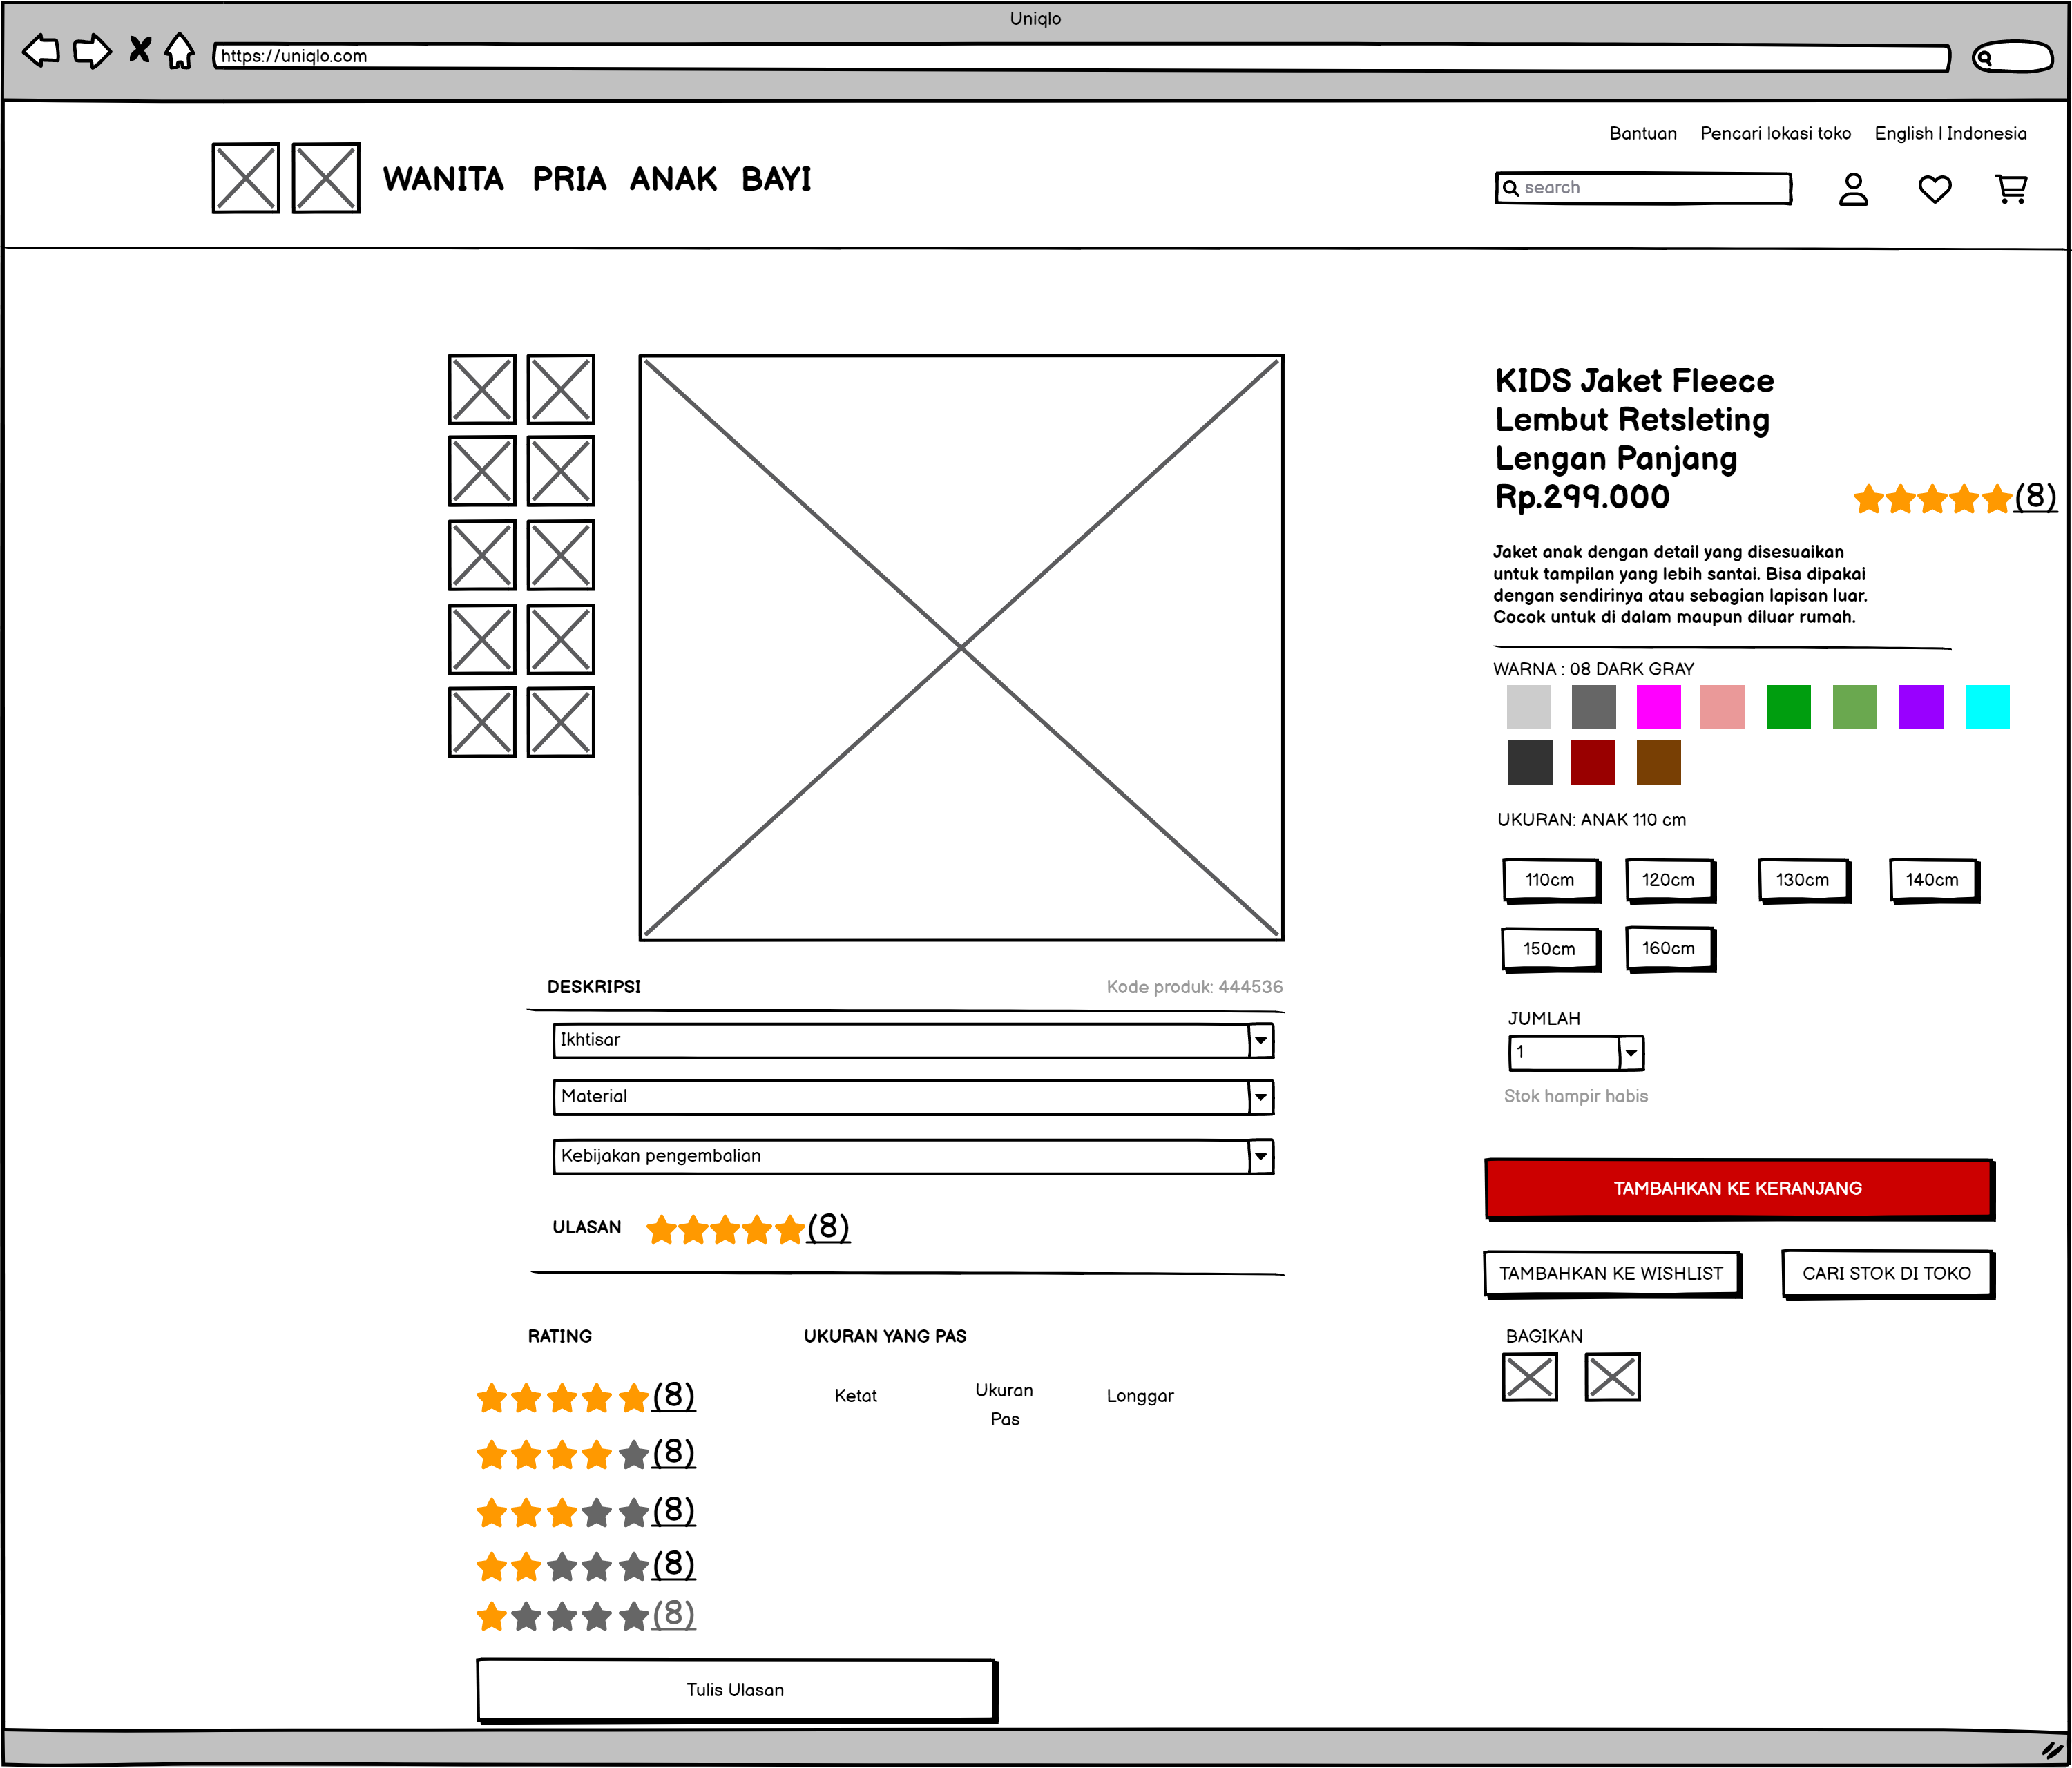 Uniqlo
https://uniqlo.com
Bantuan
Pencari lokasi toko
English | Indonesia
WANITA
PRIA
ANAK
BAYI
search
KIDS Jaket Fleece
Lembut Retsleting
Lengan Panjang
Rp.299.000
(8)
Jaket anak dengan detail yang disesuaikan
untuk tampilan yang lebih santai. Bisa dipakai
dengan sendirinya atau sebagian lapisan luar.
Cocok untuk di dalam maupun diluar rumah.
WARNA : 08 DARK GRAY
UKURAN: ANAK 110 cm
110cm
120cm
130cm
140cm
150cm
160cm
JUMLAH
1
Stok hampir habis
TAMBAHKAN KE KERANJANG
TAMBAHKAN KE WISHLIST
CARI STOK DI TOKO
BAGIKAN
DESKRIPSI
Kode produk: 444536
Ikhtisar
Material
Kebijakan pengembalian
ULASAN
(8)
RATING
UKURAN YANG PAS
(8)
Ketat
Ukuran
Pas
Longgar
(8)
(8)
(8)
(8)
Tulis Ulasan